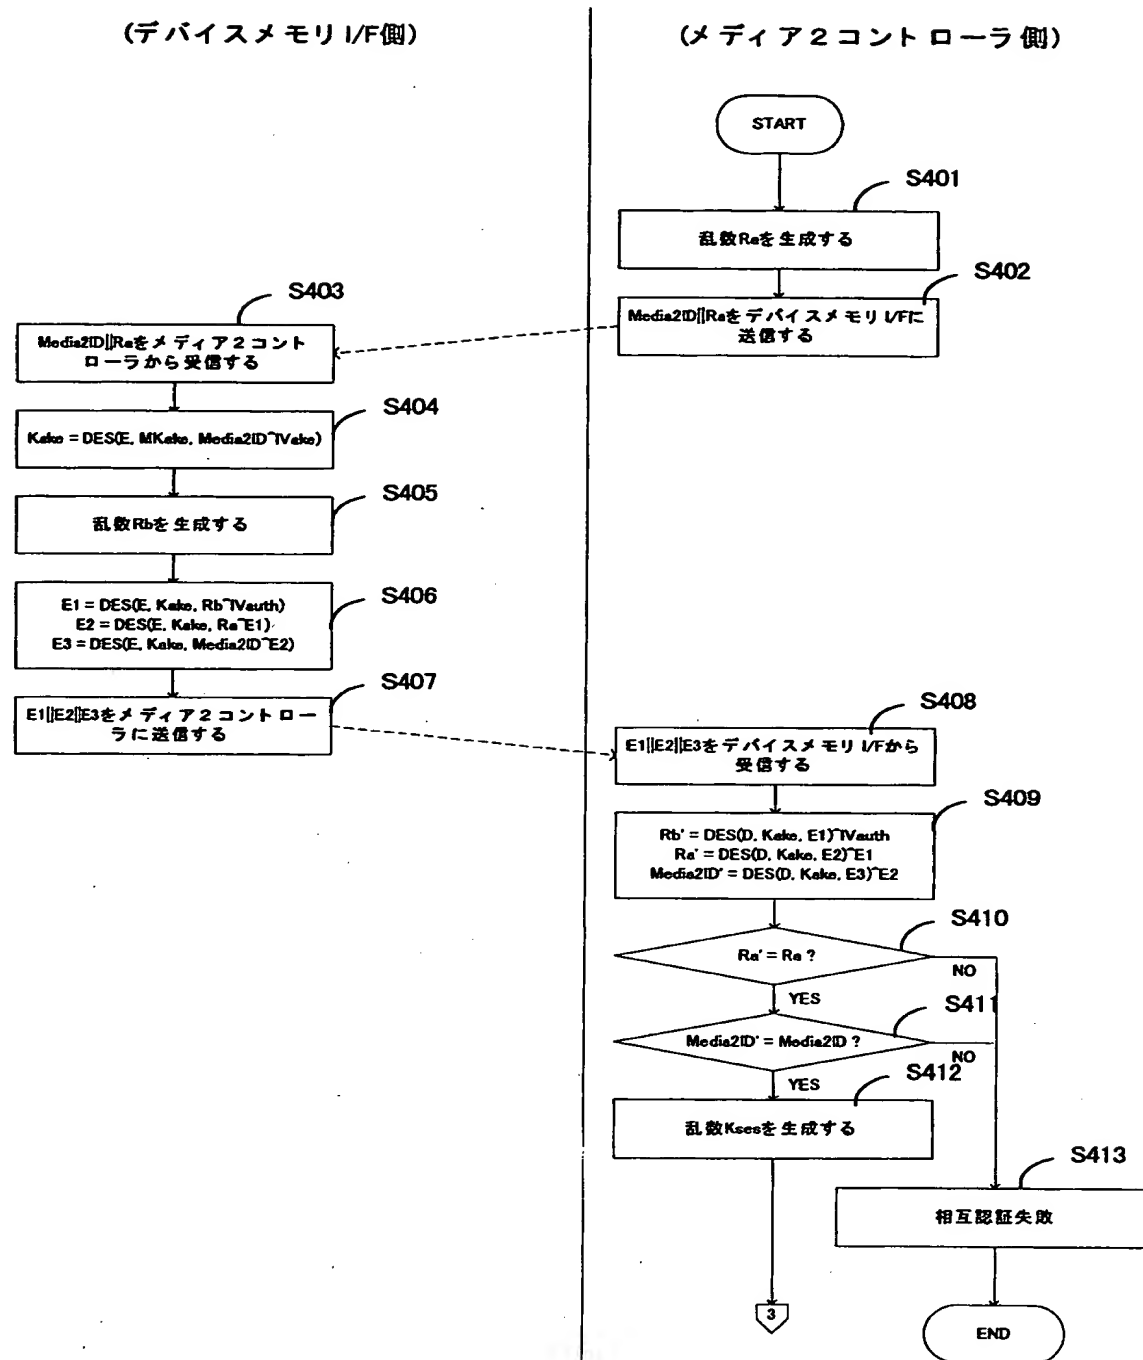 (デバイスメモリI/F側)
(メディア2コントローラ側)
START
S401
乱数Raを生成する
S402
Media2ID||RaをデバイスメモリI/Fに
送信する
S403
Media2ID||Raをメディア2コント
ローラから受信する
S404
Kake = DES(E, MKake, Media2ID^IVake)
S405
乱数Rbを生成する
S406
E1 = DES(E, Kake, Rb^IVauth)
E2 = DES(E, Kake, Ra^E1)
E3 = DES(E, Kake, Media2ID^E2)
S407
E1||E2||E3をメディア2コントロー
ラに送信する
S408
E1||E2||E3をデバイスメモリI/Fから
受信する
S409
Rb' = DES(D, Kake, E1)^IVauth
Ra' = DES(D, Kake, E2)^E1
Media2ID' = DES(D, Kake, E3)^E2
S410
Ra' = Ra ?
NO
YES
S411
Media2ID' = Media2ID ?
NO
YES
S412
乱数Ksesを生成する
S413
相互認証失敗
3
END